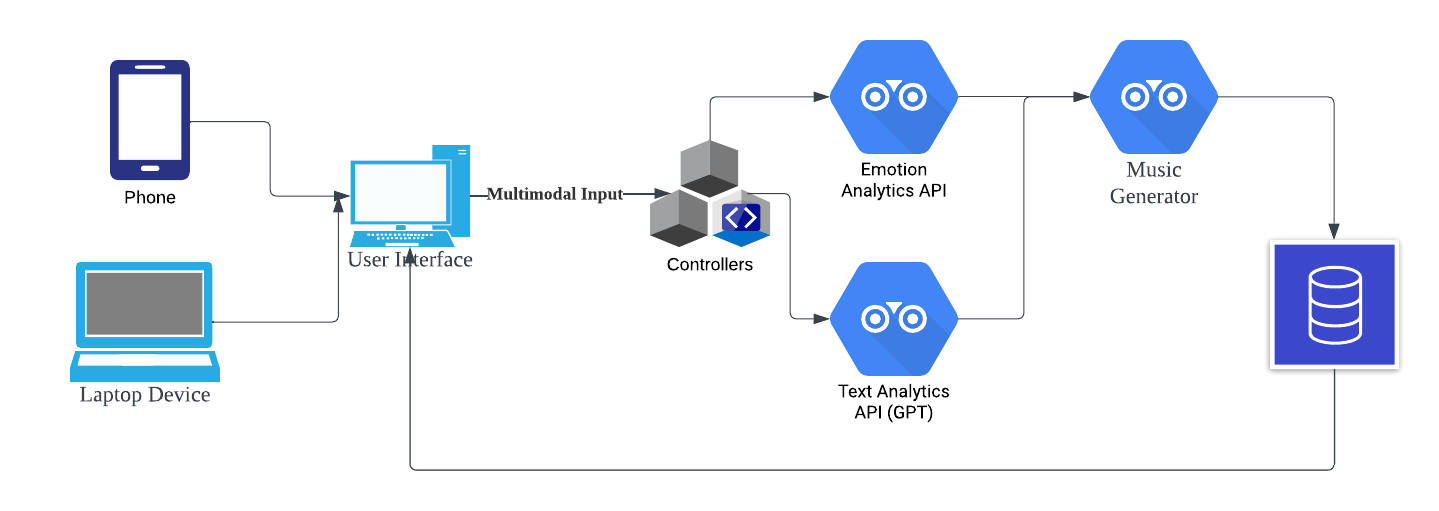 Phone
Laptop Device
User Interface
Multimodal Input
Controllers
Emotion
Analytics API
Text Analytics
API (GPT)
Music
Generator